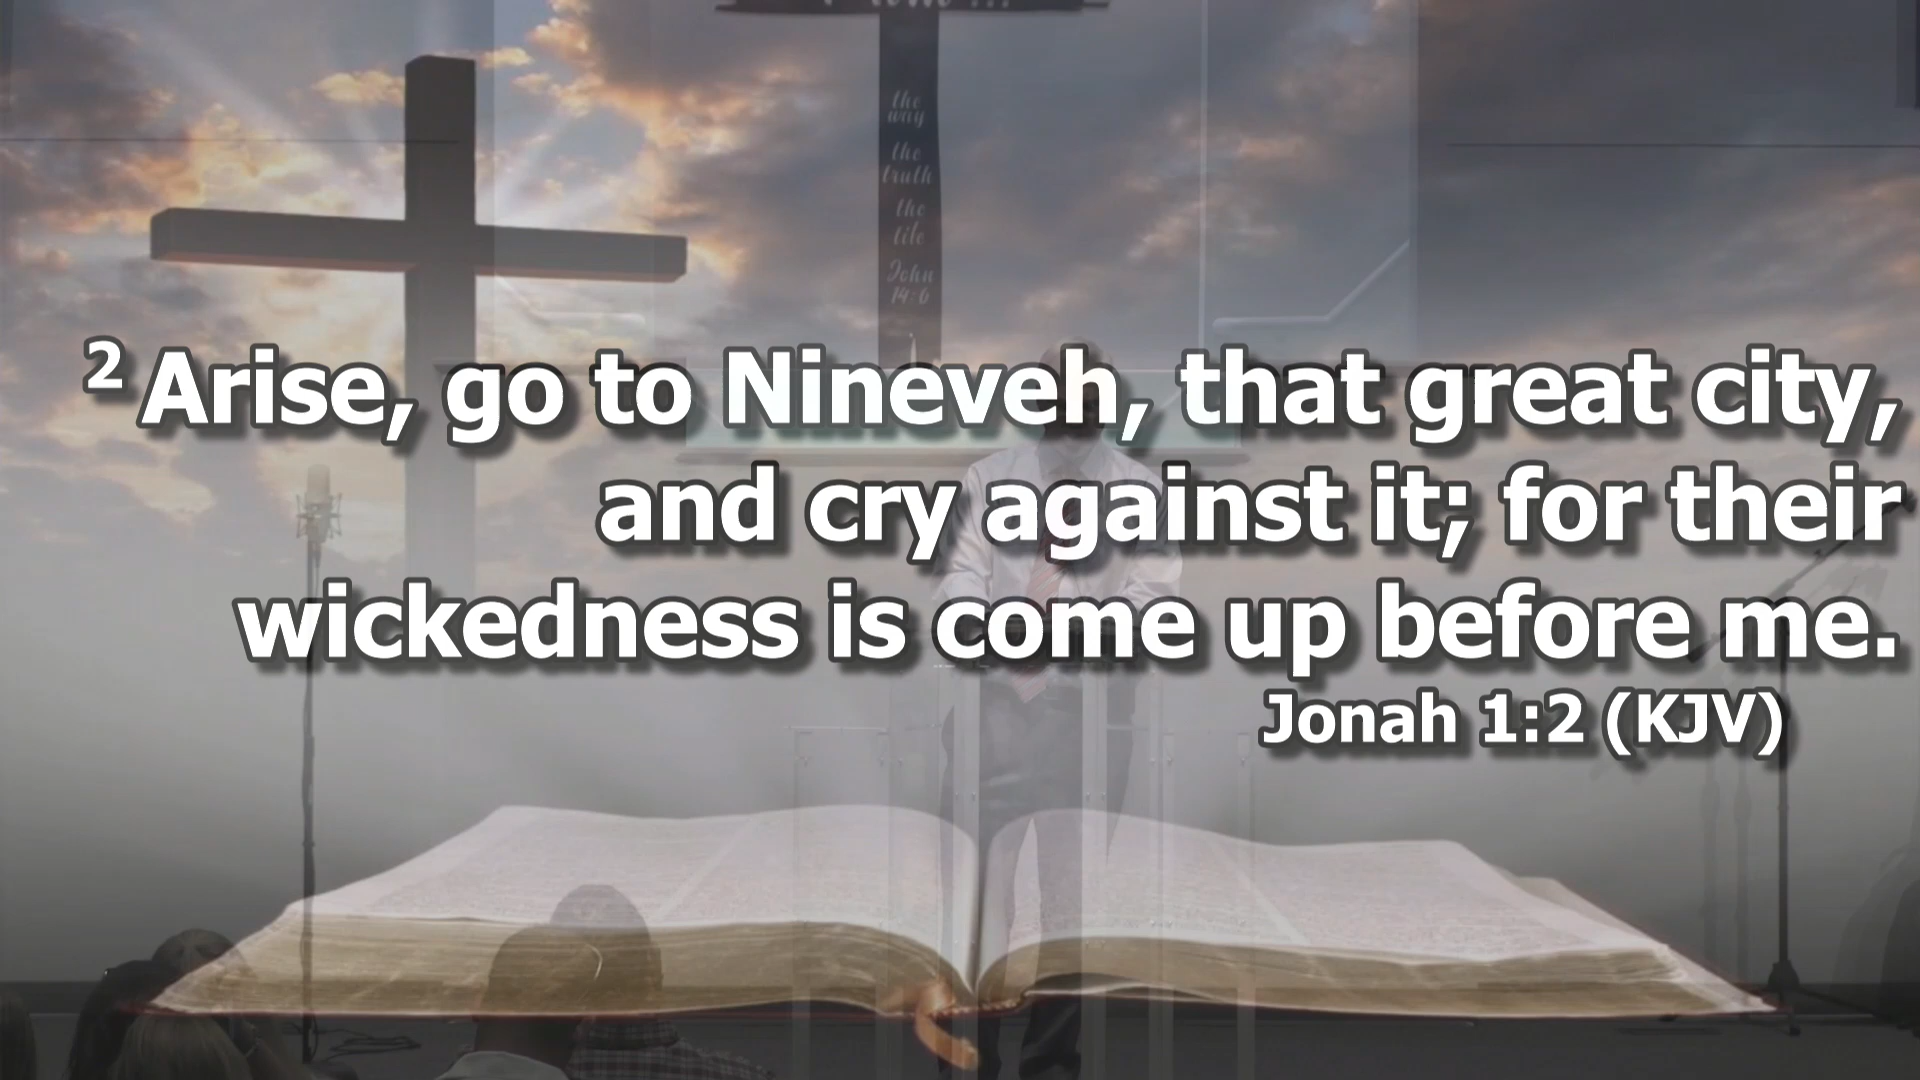 the
way
the
truth
the
life
John
14:6
2 Arise, go to Nineveh, that great city,
and cry against it; for their
wickedness is come up before me.
Jonah 1:2 (KJV)